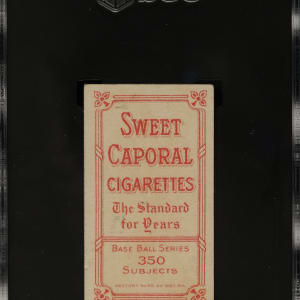 SWEET
CAPORAL
CIGARETTES
The Standard
for Years
BASE BALL SERIES
350
SUBJECTS